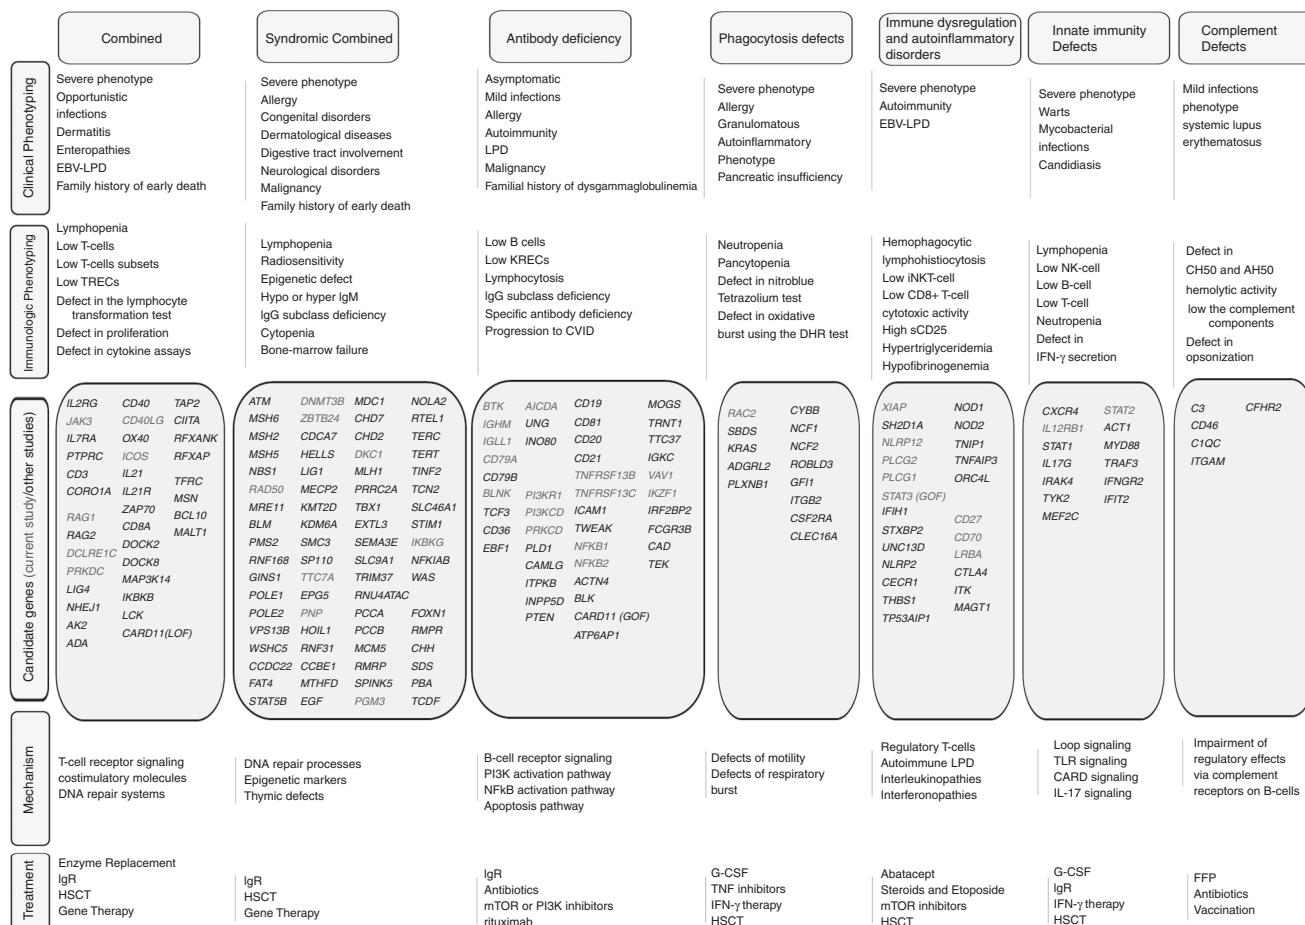 Combined
Syndromic Combined
Antibody deficiency
Phagocytosis defects
Immune dysregulation
and autoinflammatory
disorders
Innate immunity
Defects
Complement
Defects
Clinical Phenotyping
Severe phenotype
Opportunistic
infections
Dermatitis
Enteropathies
EBV-LPD
Family history of early death
Severe phenotype
Allergy
Congenital disorders
Dermatological diseases
Digestive tract involvement
Neurological disorders
Malignancy
Family history of early death
Asymptomatic
Mild infections
Allergy
Autoimmunity
LPD
Malignancy
Familial history of dysgammaglobulinemia
Severe phenotype
Allergy
Granulomatous
Autoinflammatory
Phenotype
Pancreatic insufficiency
Severe phenotype
Autoimmunity
EBV-LPD
Severe phenotype
Warts
Mycobacterial
infections
Candidiasis
Mild infections
phenotype
systemic lupus
erythematosus
Immunologic Phenotyping
Lymphopenia
Low T-cells
Low T-cells subsets
Low TRECs
Defect in the lymphocyte
transformation test
Defect in proliferation
Defect in cytokine assays
Lymphopenia
Radiosensitivity
Epigenetic defect
Hypo or hyper IgM
IgG subclass deficiency
Cytopenia
Bone-marrow failure
Low B cells
Low KRECs
Lymphocytosis
IgG subclass deficiency
Specific antibody deficiency
Progression to CVID
Neutropenia
Pancytopenia
Defect in nitroblue
Tetrazolium test
Defect in oxidative
burst using the DHR test
Hemophagocytic
lymphohistiocytosis
Low iNKT-cell
Low CD8+ T-cell
cytotoxic activity
High sCD25
Hypertriglyceridemia
Hypofibrinogenemia
Lymphopenia
Low NK-cell
Low B-cell
Low T-cell
Neutropenia
Defect in
IFN-γ secretion
Defect in
CH50 and AH50
hemolytic activity
low the complement
components
Defect in
opsonization
Candidate genes (current study/other studies)
IL2RG
JAK3
IL7RA
PTPRC
CD3
CORO1A
RAG1
RAG2
DCLRE1C
PRKDC
LIG4
NHEJ1
AK2
ADA
CD40
CD40LG
OX40
ICOS
IL21
IL21R
ZAP70
CD8A
DOCK2
DOCK8
MAP3K14
IKBKB
LCK
CARD11(LOF)
TAP2
CIITA
RFXANK
RFXAP
TFRC
MSN
BCL10
MALT1
ATM
MSH6
MSH2
MSH5
NBS1
RAD50
MRE11
BLM
PMS2
RNF168
GINS1
POLE1
POLE2
VPS13B
WSHC5
CCDC22
FAT4
STAT5B
DNMT3B
ZBTB24
CDCA7
HELLS
LIG1
MECP2
KMT2D
KDM6A
SMC3
SP110
TTC7A
EPG5
PNP
HOIL1
RNF31
CCBE1
MTHFD
EGF
MDC1
CHD7
CHD2
DKC1
MLH1
PRRC2A
TBX1
EXTL3
SEMA3E
SLC9A1
TRIM37
RNU4ATAC
PCCA
PCCB
MCM5
RMRP
SPINK5
PGM3
NOLA2
RTEL1
TERC
TERT
TINF2
TCN2
SLC46A1
STIM1
IKBKG
NFKIAB
WAS
FOXN1
RMPR
CHH
SDS
PBA
TCDF
BTK
IGHM
IGLL1
CD79A
CD79B
BLNK
TCF3
CD36
EBF1
AICDA
UNG
INO80
PI3KR1
PI3KCD
PRKCD
PLD1
CAMLG
ITPKB
INPP5D
PTEN
CD19
CD81
CD20
CD21
TNFRSF13B
TNFRSF13C
ICAM1
TWEAK
NFKB1
NFKB2
ACTN4
BLK
CARD11 (GOF)
ATP6AP1
MOGS
TRNT1
TTC37
IGKC
VAV1
IKZF1
IRF2BP2
FCGR3B
CAD
TEK
RAC2
SBDS
KRAS
ADGRL2
PLXNB1
CYBB
NCF1
NCF2
ROBLD3
GFI1
ITGB2
CSF2RA
CLEC16A
XIAP
SH2D1A
NLRP12
PLCG2
PLCG1
STAT3 (GOF)
IFIH1
STXBP2
UNC13D
NLRP2
CECR1
THBS1
TP53AIP1
NOD1
NOD2
TNIP1
TNFAIP3
ORC4L
CD27
CD70
LRBA
CTLA4
ITK
MAGT1
CXCR4
IL12RB1
STAT1
IL17G
IRAK4
TYK2
MEF2C
STAT2
ACT1
MYD88
TRAF3
IFNGR2
IFIT2
C3
CD46
C1QC
ITGAM
CFHR2
Mechanism
T-cell receptor signaling
costimulatory molecules
DNA repair systems
DNA repair processes
Epigenetic markers
Thymic defects
B-cell receptor signaling
PI3K activation pathway
NFkB activation pathway
Apoptosis pathway
Defects of motility
Defects of respiratory
burst
Regulatory T-cells
Autoimmune LPD
Interleukinopathies
Interferonopathies
Loop signaling
TLR signaling
CARD signaling
IL-17 signaling
Impairment of
regulatory effects
via complement
receptors on B-cells
Treatment
Enzyme Replacement
IgR
HSCT
Gene Therapy
IgR
HSCT
Gene Therapy
IgR
Antibiotics
mTOR or PI3K inhibitors
rituximab
G-CSF
TNF inhibitors
IFN-γ therapy
HSCT
Abatacept
Steroids and Etoposide
mTOR inhibitors
HSCT
G-CSF
IgR
IFN-γ therapy
HSCT
FFP
Antibiotics
Vaccination